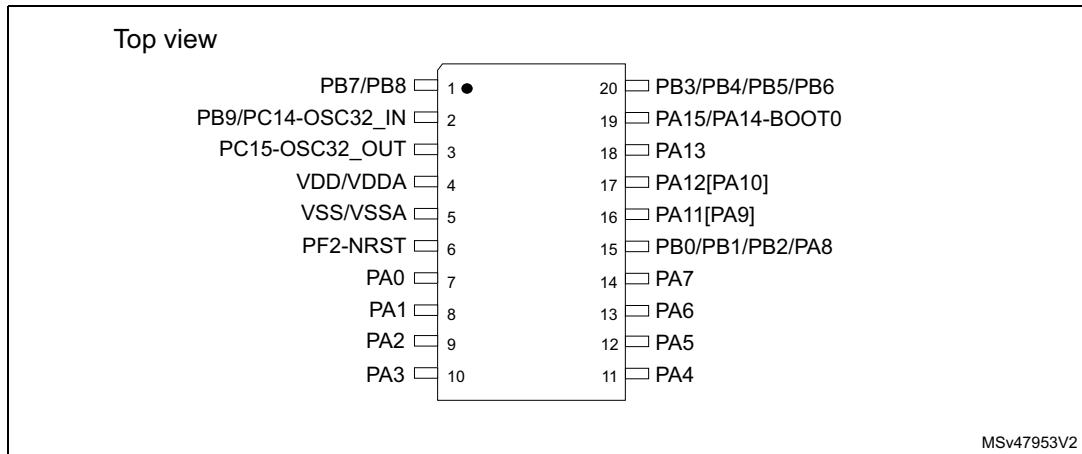 Top view
PB7/PB8 1 20 PB3/PB4/PB5/PB6
PB9/PC14-OSC32_IN 2 19 PA15/PA14-BOOT0
PC15-OSC32_OUT 3 18 PA13
VDD/VDDA 4 17 PA12[PA10]
VSS/VSSA 5 16 PA11[PA9]
PF2-NRST 6 15 PB0/PB1/PB2/PA8
PA0 7 14 PA7
PA1 8 13 PA6
PA2 9 12 PA5
PA3 10 11 PA4
MSv47953V2